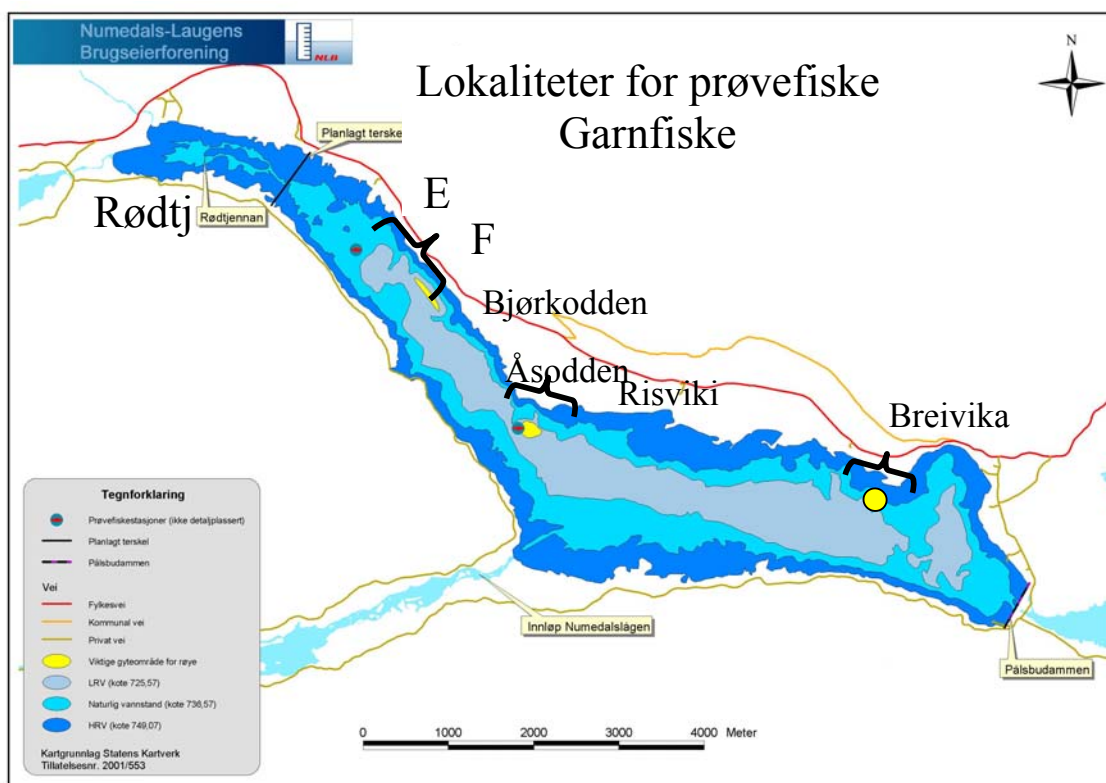 Numedals-Laugens
Brugseierforening
NLB
Lokaliteter for prøvefiske
Garnfiske
N
Planlagt terske
E
Rødtj
Rødtjennan
F
Bjørkodden
Åsodden
Risviki
Breivika
Tegnforklaring
Prøvefiskestasjoner (ikke detaljplassert)
Planlagt terskel
Pålsbudammen
Vei
Fylkesvei
Kommunal vei
Privat vei
Viktige gyteområde for røye
LRV (kote 725,57)
Naturlig vannstand (kote 736,57)
HRV (kote 749,07)
Kartgrunnlag Statens Kartverk
Tillatelsesnr. 2001/553
Innløp Numedalslågen
Pålsbudammen
0 1000 2000 3000 4000 Meter